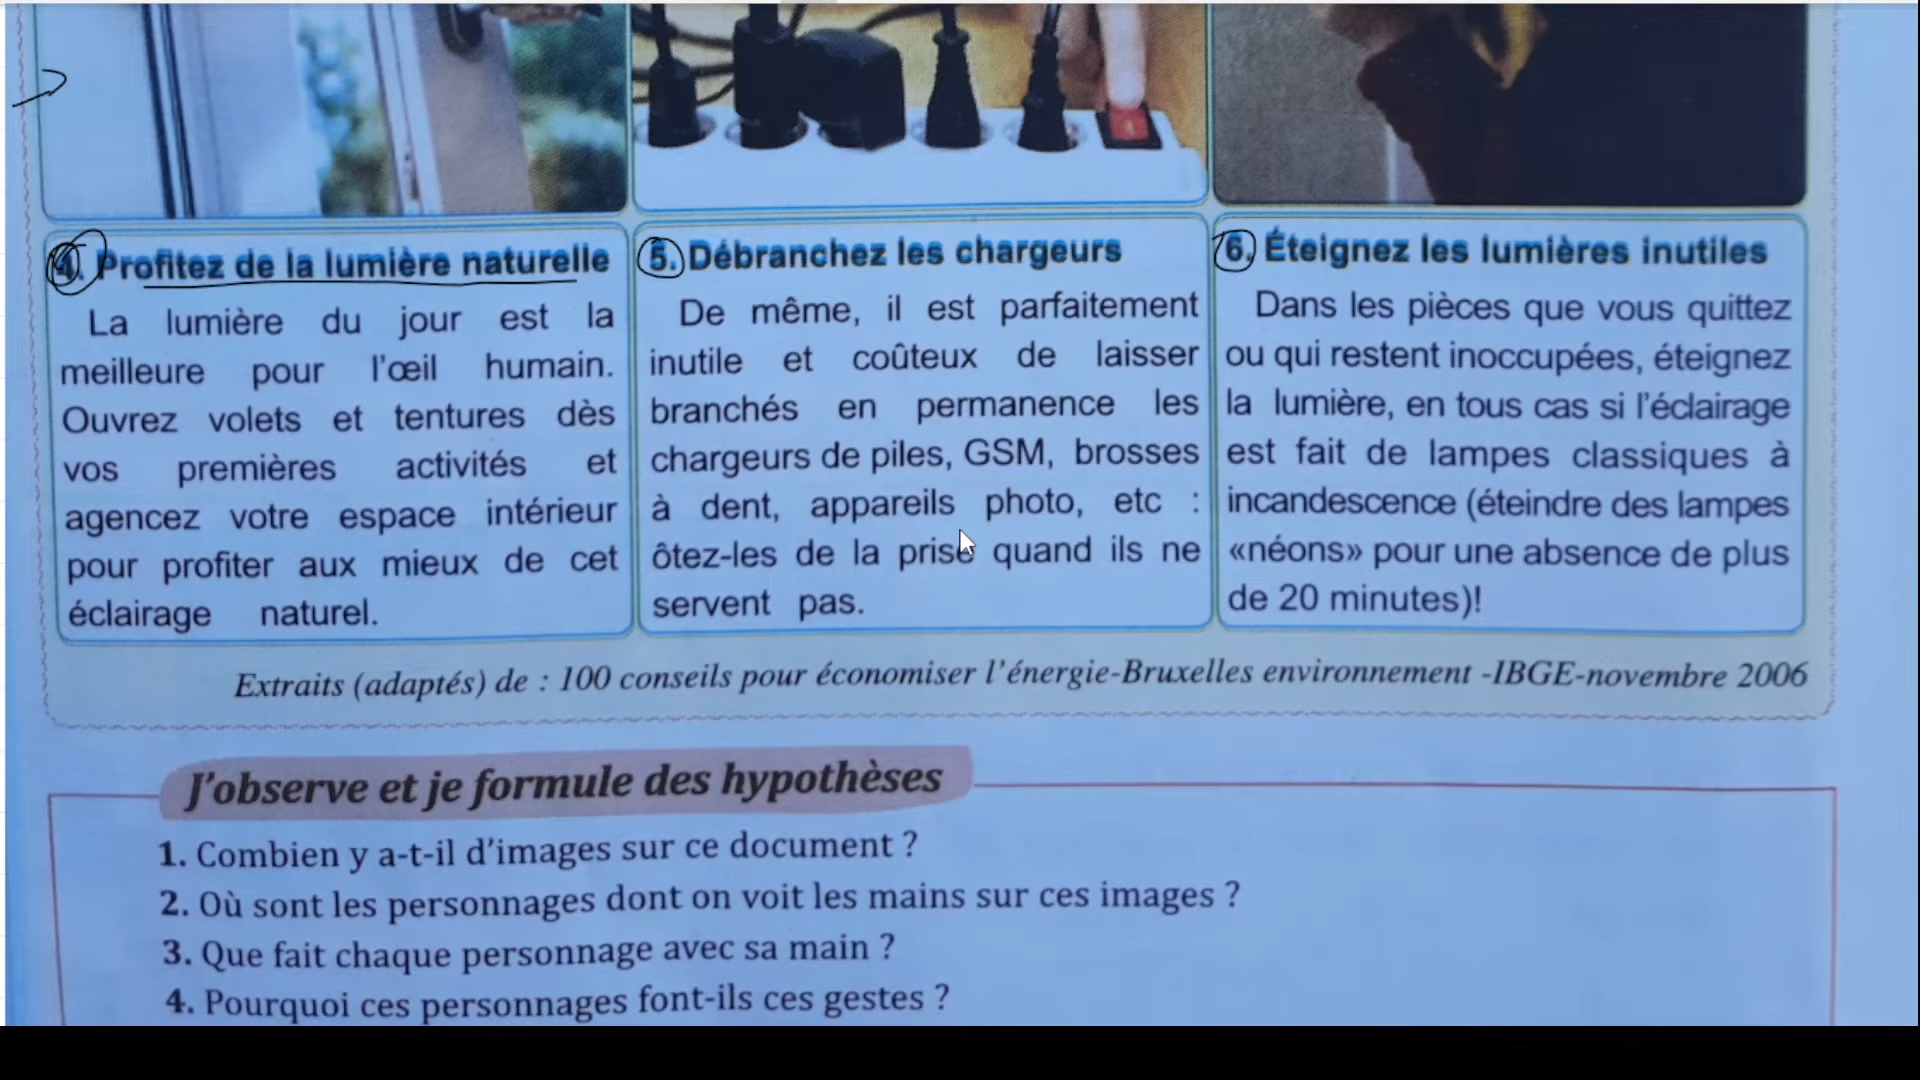 4. Profitez de la lumière naturelle
La lumière du jour est la
meilleure pour l'œil humain.
Ouvrez volets et tentures dès
vos premières activités et
agencez votre espace intérieur
pour profiter aux mieux de cet
éclairage naturel.
5. Débranchez les chargeurs
De même, il est parfaitement
inutile et coûteux de laisser
branchés en permanence les
chargeurs de piles, GSM, brosses
à dent, appareils photo, etc :
ôtez-les de la prise quand ils ne
servent pas.
6. Éteignez les lumières inutiles
Dans les pièces que vous quittez
ou qui restent inoccupées, éteignez
la lumière, en tous cas si l'éclairage
est fait de lampes classiques à
incandescence (éteindre des lampes
«néons» pour une absence de plus
de 20 minutes)!
Extraits (adaptés) de : 100 conseils pour économiser l'énergie-Bruxelles environnement -IBGE-novembre 2006
J'observe et je formule des hypothèses
1. Combien y a-t-il d'images sur ce document ?
2. Où sont les personnages dont on voit les mains sur ces images ?
3. Que fait chaque personnage avec sa main ?
4. Pourquoi ces personnages font-ils ces gestes ?